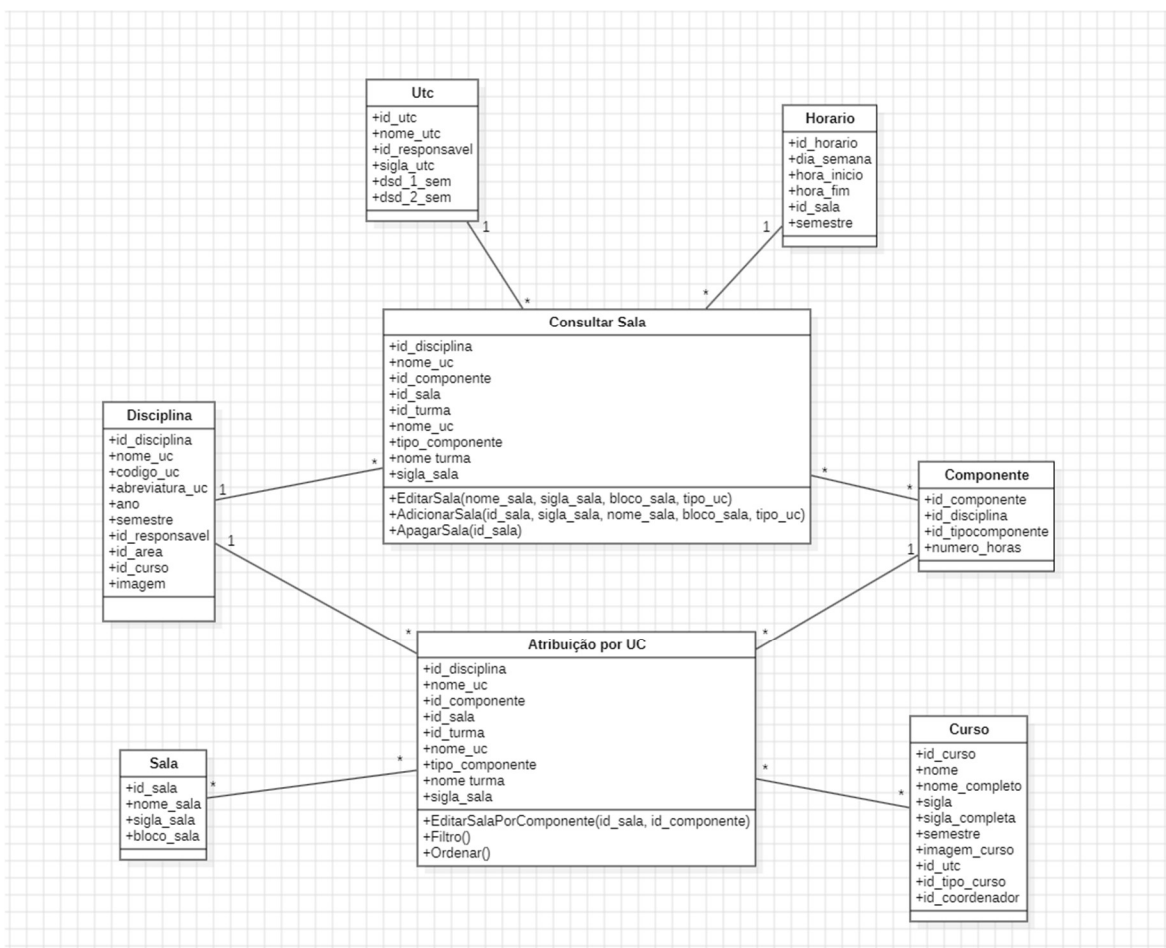 Utc
+id_utc
+nome_utc
+id_responsavel
+sigla_utc
+dsd_1_sem
+dsd_2_sem
1
*
Horario
+id_horario
+dia_semana
+hora_inicio
+hora_fim
+id_sala
+semestre
1
*
Consultar Sala
+id_disciplina
+nome_uc
+id_componente
+id_sala
+id_turma
+nome_uc
+tipo_componente
+nome turma
+sigla_sala
+EditarSala(nome_sala, sigla_sala, bloco_sala, tipo_uc)
+AdicionarSala(id_sala, sigla_sala, nome_sala, bloco_sala, tipo_uc)
+ApagarSala(id_sala)
*
*
*
Disciplina
+id_disciplina
+nome_uc
+codigo_uc
+abreviatura_uc
+ano
+semestre
+id_responsavel
+id_area
+id_curso
+imagem
1
1
*
Componente
+id_componente
+id_disciplina
+id_tipocomponente
+numero_horas
1
*
Atribuição por UC
+id_disciplina
+nome_uc
+id_componente
+id_sala
+id_turma
+nome_uc
+tipo_componente
+nome turma
+sigla_sala
+EditarSalaPorComponente(id_sala, id_componente)
+Filtro()
+Ordenar()
*
*
Sala
+id_sala
+nome_sala
+sigla_sala
+bloco_sala
*
*
Curso
+id_curso
+nome
+nome_completo
+sigla
+sigla_completa
+semestre
+imagem_curso
+id_utc
+id_tipo_curso
+id_coordenador